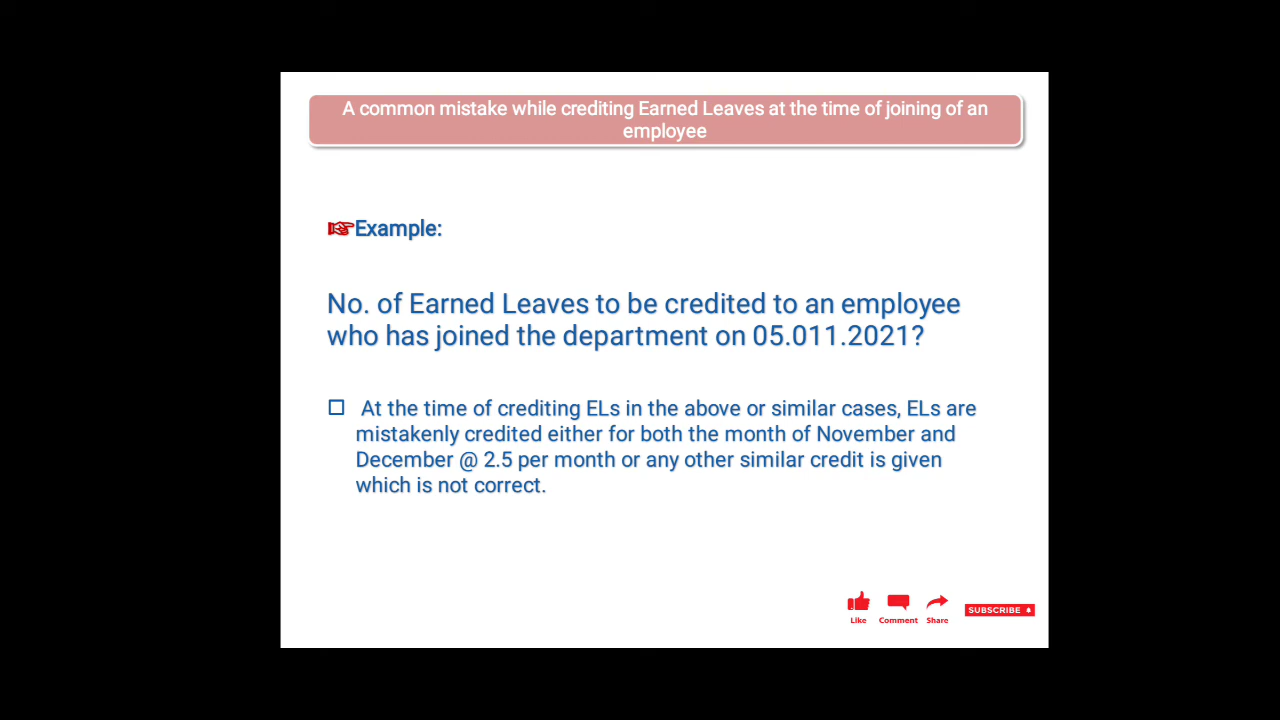 A common mistake while crediting Earned Leaves at the time of joining of an
employee
☞Example:
No. of Earned Leaves to be credited to an employee
who has joined the department on 05.011.2021?
☐ At the time of crediting ELs in the above or similar cases, ELs are
mistakenly credited either for both the month of November and
December @ 2.5 per month or any other similar credit is given
which is not correct.
Like Comment Share SUBSCRIBE